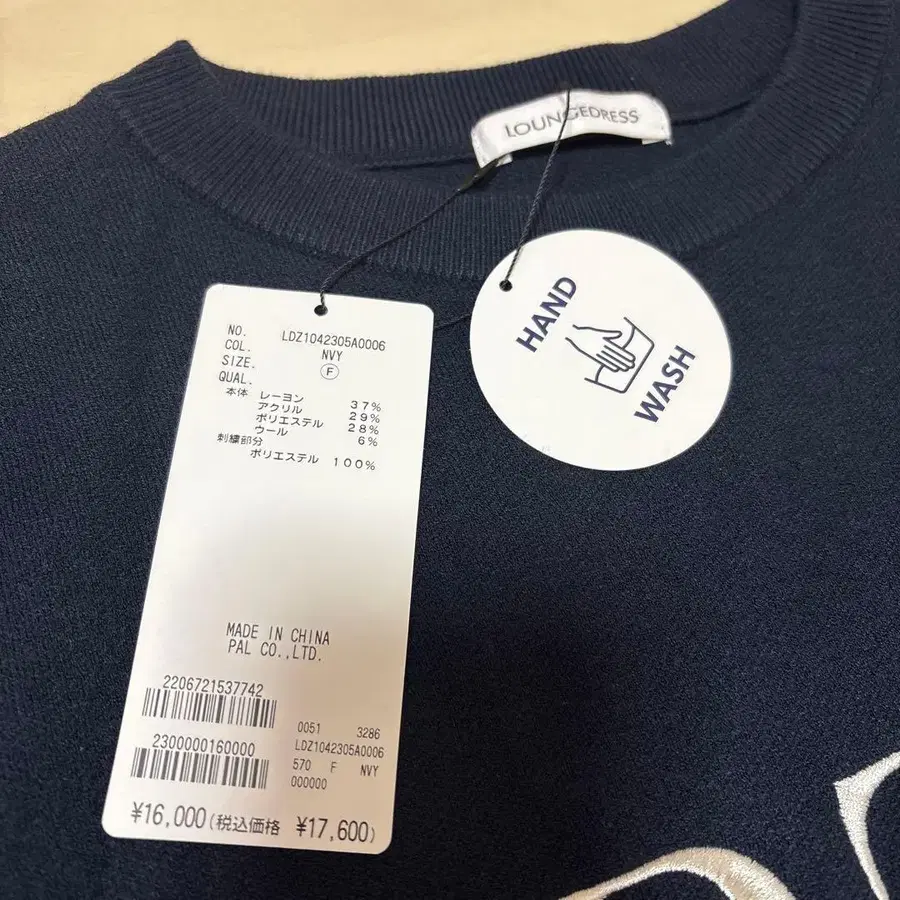 LOUNGEDRESS
HAND
WASH
NO. LDZ1042305A0006
COL. NVY
SIZE. F
QUAL.
本体 レーヨン 37%
アクリル 29%
ポリエステル 28%
ウール 6%
刺繍部分
ポリエステル 100%
MADE IN CHINA
PAL CO.,LTD.
2206721537742
0051 3286
2300000160000
LDZ1042305A0006
570 F NVY
000000
¥16,000(税込価格 ¥17,600)